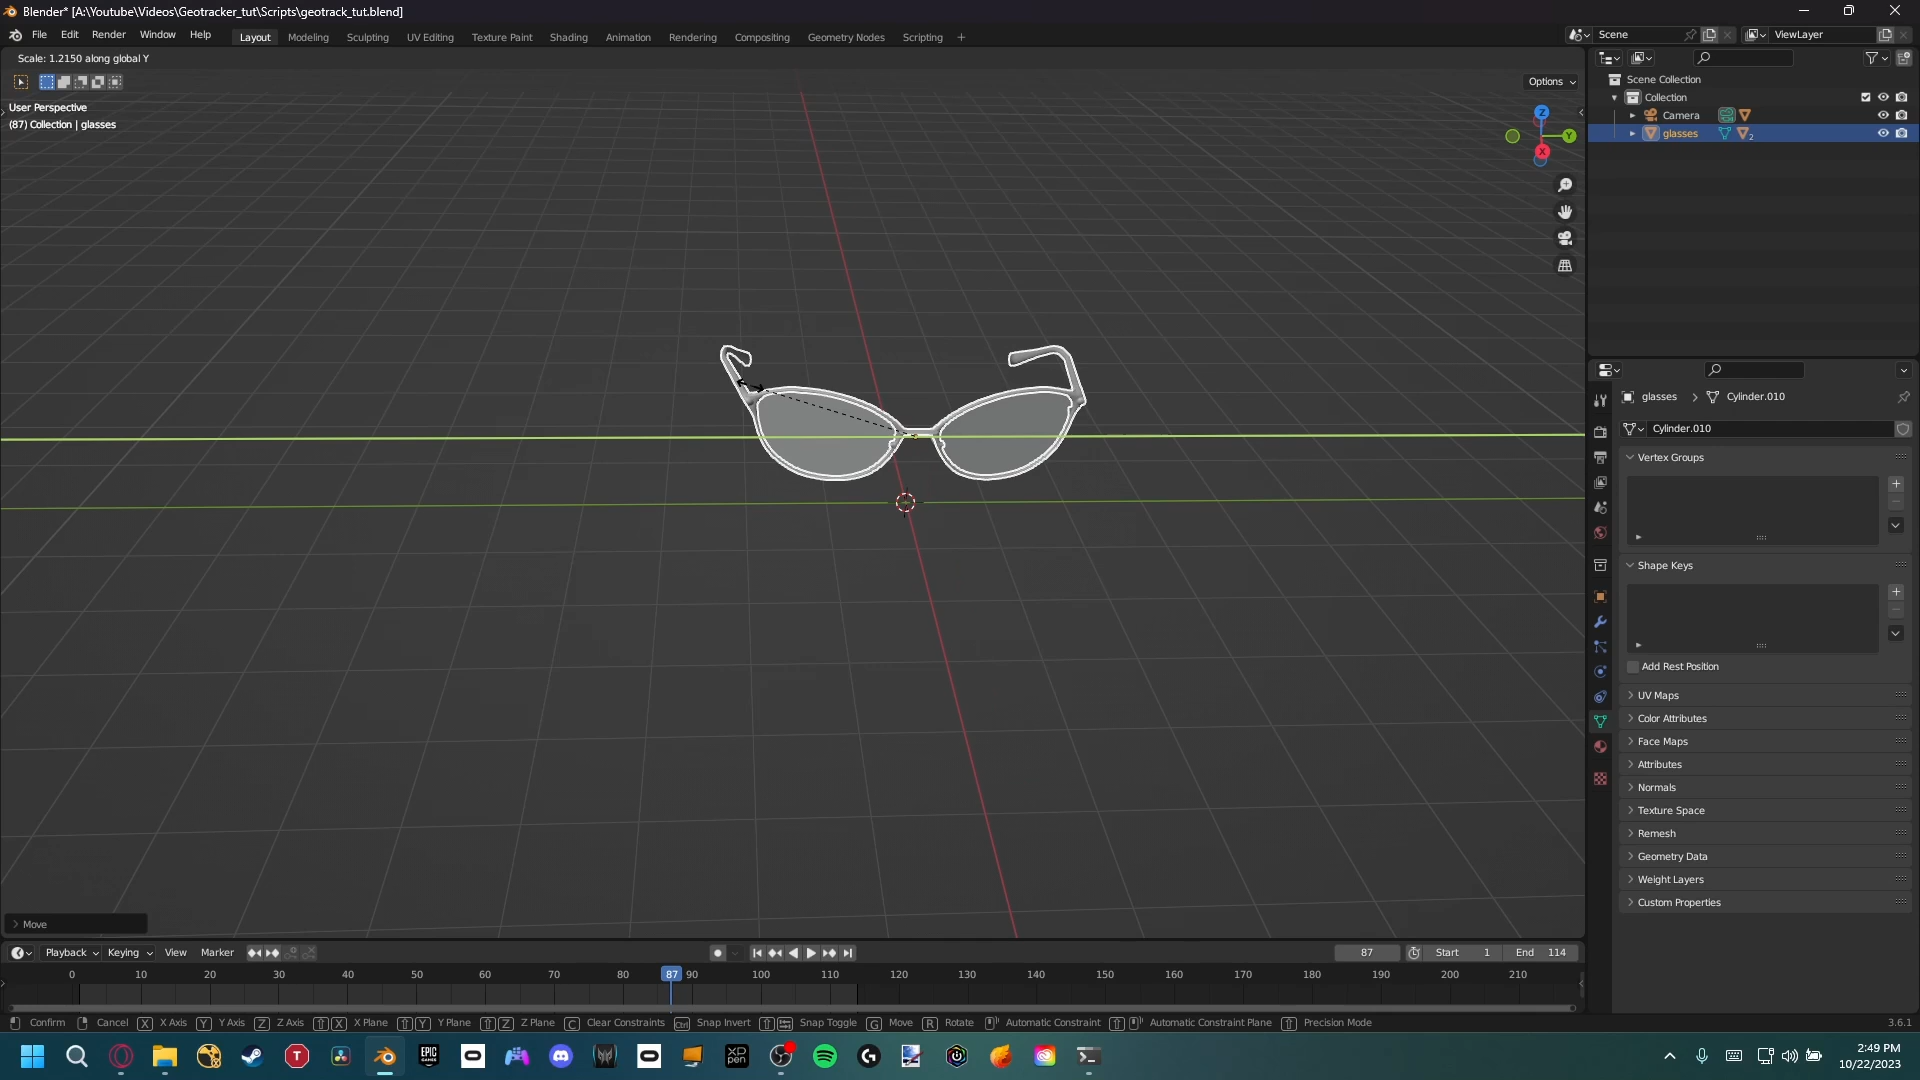 Blender* [A:\Youtube\Videos\Geotracker_tut\Scripts\geotrack_tut.blend]
File Edit Render Window Help Layout Modeling Sculpting UV Editing Texture Paint Shading Animation Rendering Compositing Geometry Nodes Scripting + Scene ViewLayer
Scale: 1.2150 along global Y
Options
User Perspective
(87) Collection | glasses
Z
Y
X
Scene Collection
Collection
Camera
glasses
2
glasses > Cylinder.010
Cylinder.010
Vertex Groups
Shape Keys
Add Rest Position
UV Maps
Color Attributes
Face Maps
Attributes
Normals
Texture Space
Remesh
Geometry Data
Weight Layers
Custom Properties
> Move
Playback Keying View Marker 87 Start 1 End 114
0 10 20 30 40 50 60 70 80 87 90 100 110 120 130 140 150 160 170 180 190 200 210
Confirm Cancel X X Axis Y Y Axis Z Z Axis X X Plane Y Y Plane Z Z Plane C Clear Constraints Ctrl Snap Invert Snap Toggle G Move R Rotate Automatic Constraint Automatic Constraint Plane Precision Mode 3.6.1
T
EPIC GAMES
XP PEN
2:49 PM
10/22/2023